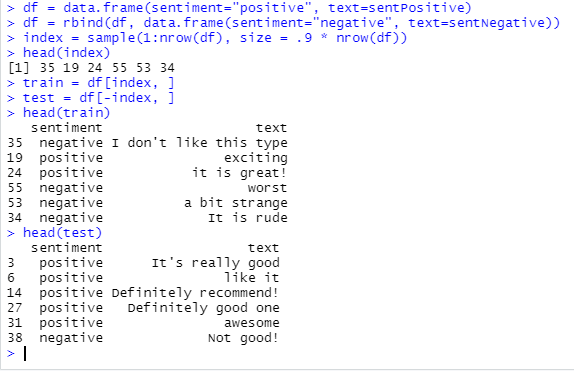 > df = data.frame(sentiment="positive", text=sentPositive)
> df = rbind(df, data.frame(sentiment="negative", text=sentNegative))
> index = sample(1:nrow(df), size = .9 * nrow(df))
> head(index)
[1] 35 19 24 55 53 34
> train = df[index, ]
> test = df[-index, ]
> head(train)
   sentiment                   text
35  negative I don't like this type
19  positive               exciting
24  positive           it is great!
55  negative                  worst
53  negative          a bit strange
34  negative             It is rude
> head(test)
   sentiment                  text
3   positive      It's really good
6   positive               like it
14  positive Definitely recommend!
27  positive   Definitely good one
31  positive               awesome
38  negative             Not good!
>